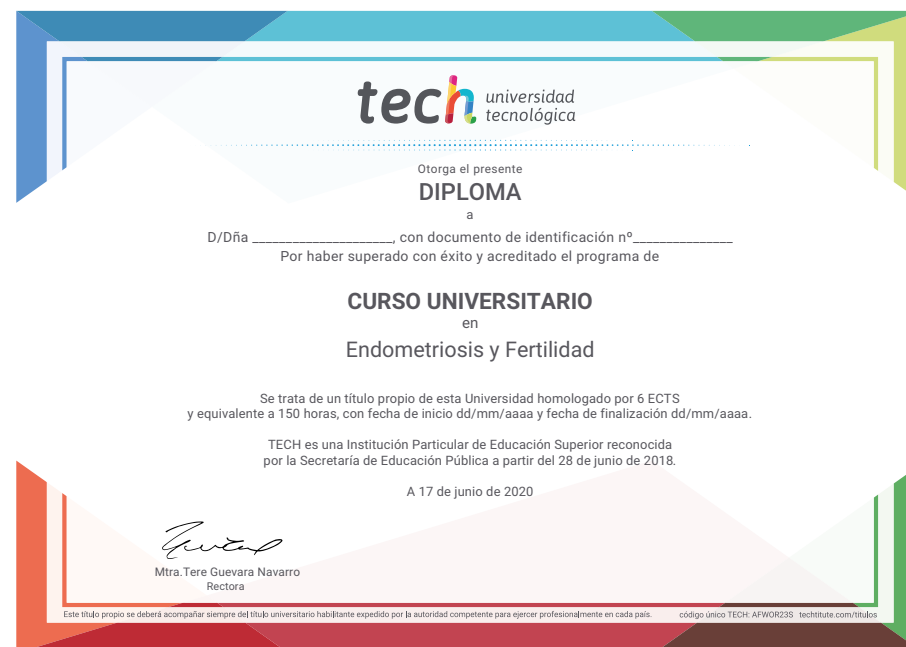 tech universidad
tecnológica
Otorga el presente
DIPLOMA
a
D/Dña ______________________, con documento de identificación nº________________
Por haber superado con éxito y acreditado el programa de
CURSO UNIVERSITARIO
en
Endometriosis y Fertilidad
Se trata de un título propio de esta Universidad homologado por 6 ECTS
y equivalente a 150 horas, con fecha de inicio dd/mm/aaaa y fecha de finalización dd/mm/aaaa.
TECH es una Institución Particular de Educación Superior reconocida
por la Secretaría de Educación Pública a partir del 28 de junio de 2018.
A 17 de junio de 2020
Mtra.Tere Guevara Navarro
Rectora
Este título propio se deberá acompañar siempre del título universitario habilitante expedido por la autoridad competente para ejercer profesionalmente en cada país. código único TECH: AFWOR23S techtitute.com/titulos